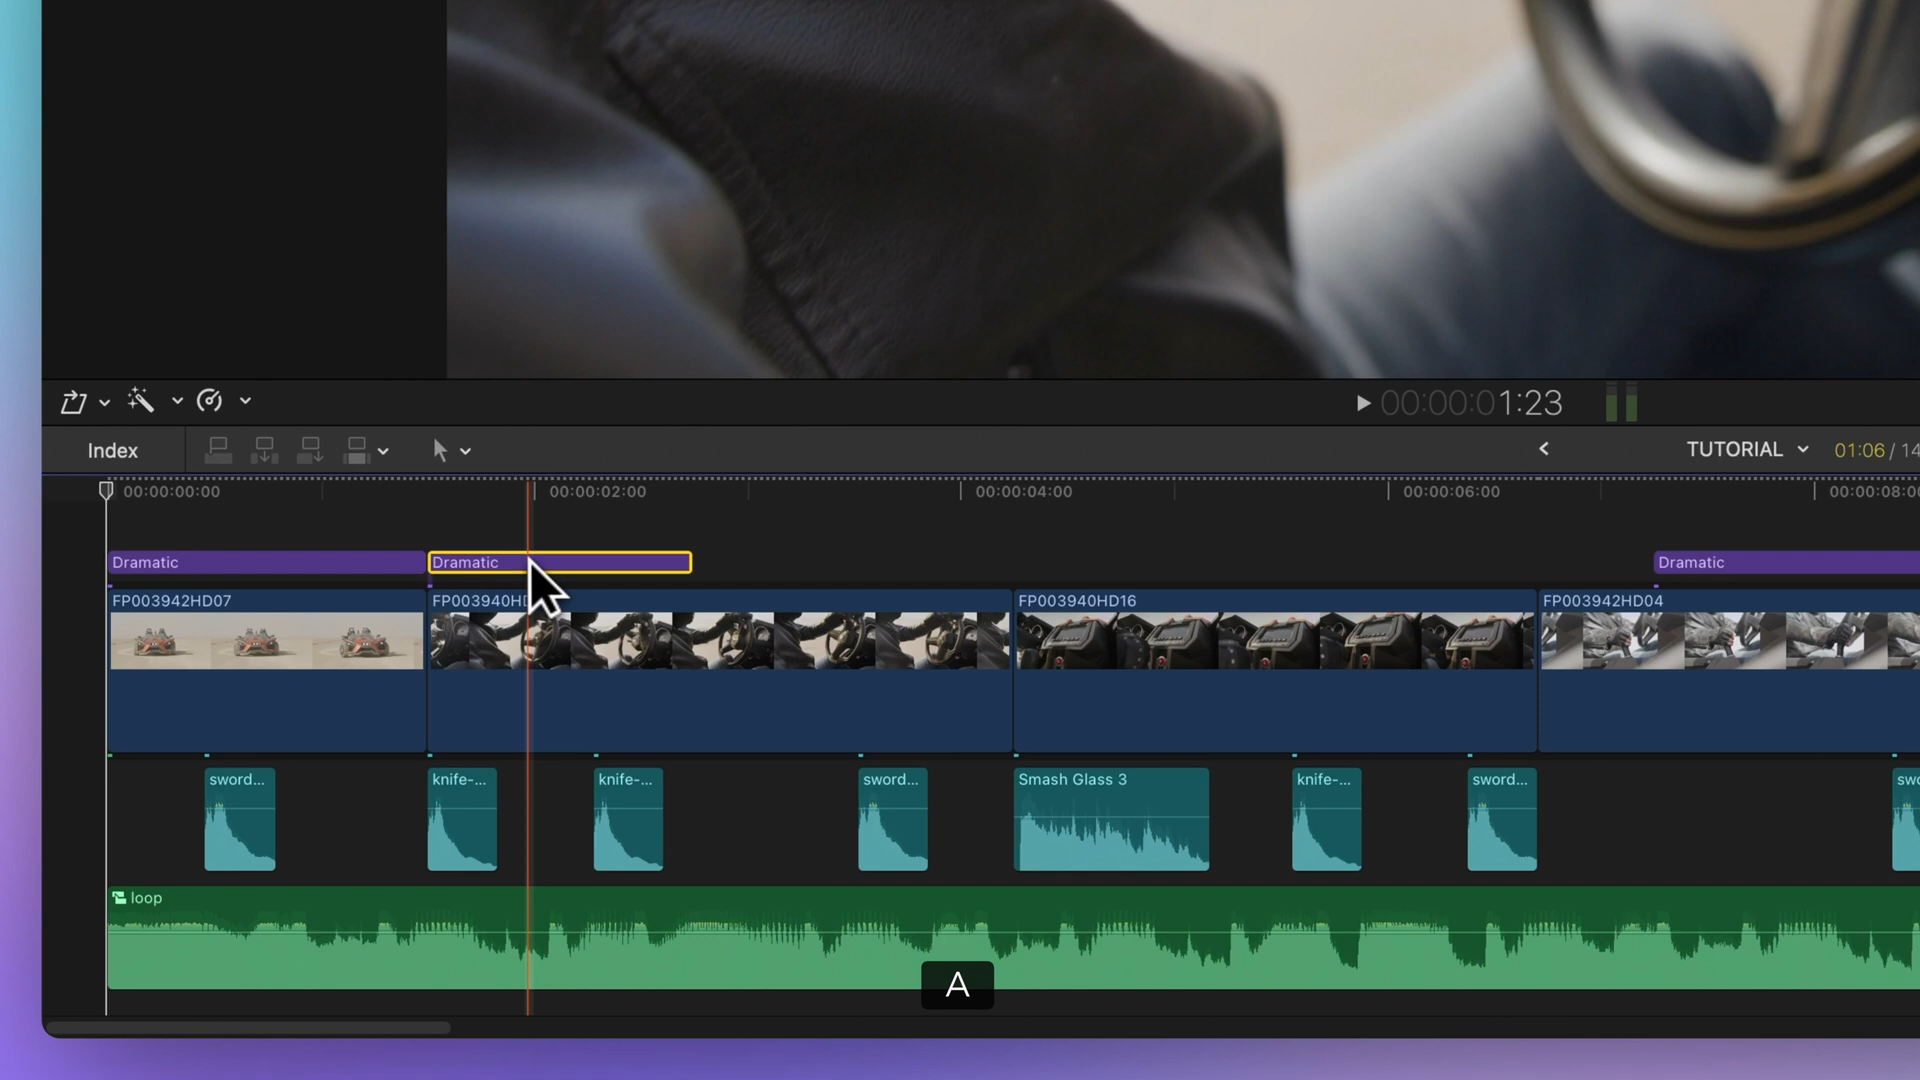 00:00:01:23
Index
TUTORIAL
01:06 / 14
00:00:00:00
00:00:02:00
00:00:04:00
00:00:06:00
00:00:08:0
Dramatic
Dramatic
Dramatic
FP003942HD07
FP003940H
FP003940HD16
FP003942HD04
sword...
knife-...
knife-...
sword...
Smash Glass 3
knife-...
sword...
swo
loop
A